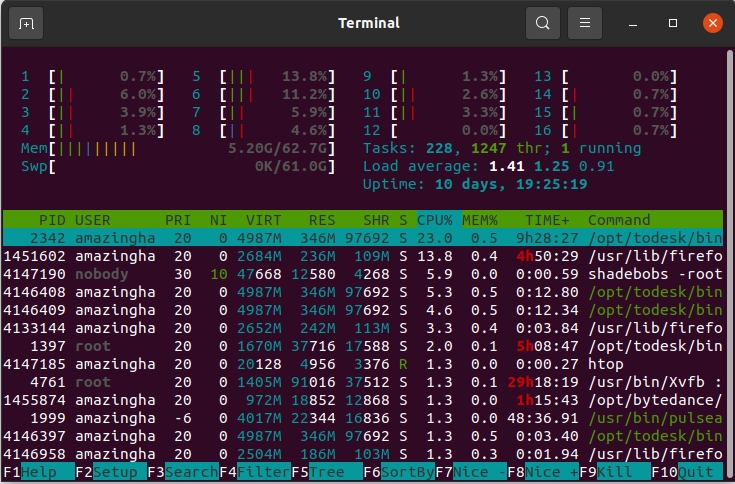 Terminal
1 [| 0.7%] 5 [||| 13.8%] 9 [| 1.3%] 13 [ 0.0%]
2 [|| 6.0%] 6 [||| 11.2%] 10 [|| 2.6%] 14 [| 0.7%]
3 [|| 3.9%] 7 [|| 5.9%] 11 [|| 3.3%] 15 [| 0.7%]
4 [|| 1.3%] 8 [|| 4.6%] 12 [ 0.0%] 16 [| 0.7%]
Mem[|||||||||| 5.20G/62.7G] Tasks: 228, 1247 thr; 1 running
Swp[ 0K/61.0G] Load average: 1.41 1.25 0.91
Uptime: 10 days, 19:25:19
PID USER PRI NI VIRT RES SHR S CPU% MEM% TIME+ Command
2342 amazingha 20 0 4987M 346M 97692 S 23.0 0.5 9h28:27 /opt/todesk/bin
1451602 amazingha 20 0 2684M 236M 109M S 13.8 0.4 4h50:29 /usr/lib/firefo
4147190 nobody 30 10 47668 12580 4268 S 5.9 0.0 0:00.59 shadebobs -root
4146408 amazingha 20 0 4987M 346M 97692 S 5.3 0.5 0:12.80 /opt/todesk/bin
4146409 amazingha 20 0 4987M 346M 97692 S 4.6 0.5 0:12.34 /opt/todesk/bin
4133144 amazingha 20 0 2652M 242M 113M S 3.3 0.4 0:03.84 /usr/lib/firefo
1397 root 20 0 1670M 37716 17588 S 2.0 0.1 5h08:47 /opt/todesk/bin
4147185 amazingha 20 0 20128 4956 3376 R 1.3 0.0 0:00.27 htop
4761 root 20 0 1405M 91016 37512 S 1.3 0.1 29h18:19 /usr/bin/Xvfb :
1455874 amazingha 20 0 972M 18852 12868 S 1.3 0.0 1h15:43 /opt/bytedance/
1999 amazingha -6 0 4017M 22344 16836 S 1.3 0.0 48:36.91 /usr/bin/pulsea
4146397 amazingha 20 0 4987M 346M 97692 S 1.3 0.5 0:03.40 /opt/todesk/bin
4146958 amazingha 20 0 2504M 186M 103M S 1.3 0.3 0:01.94 /usr/lib/firefo
F1Help F2Setup F3SearchF4FilterF5Tree F6SortByF7Nice -F8Nice +F9Kill F10Quit